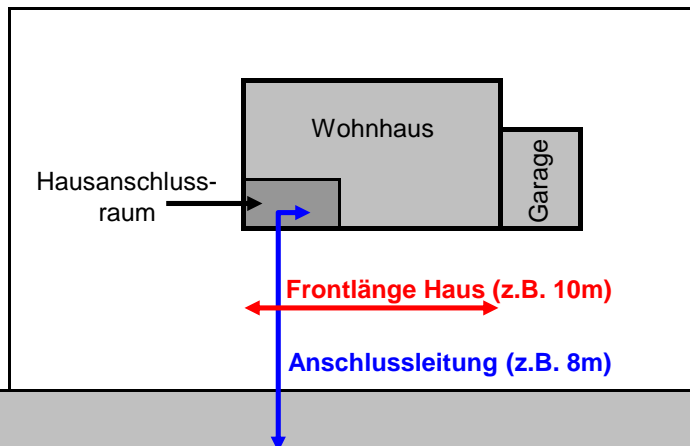 Wohnhaus
Garage
Hausanschluss-
raum
Frontlänge Haus (z.B. 10m)
Anschlussleitung (z.B. 8m)